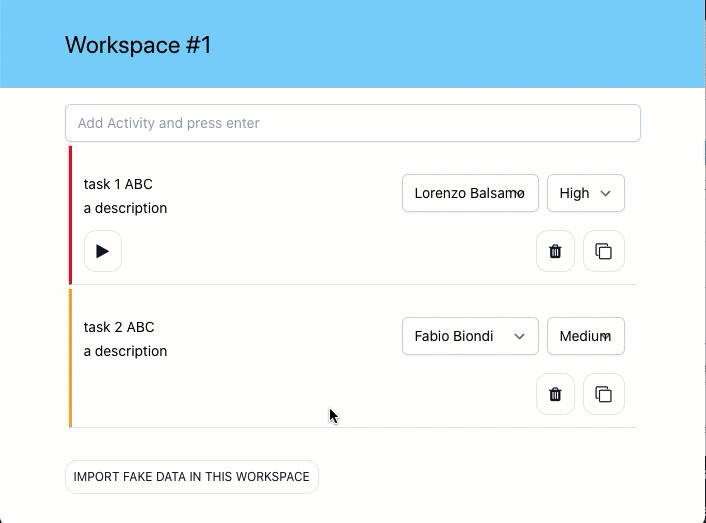 Workspace #1
Add Activity and press enter
task 1 ABC
a description
Lorenzo Balsamo
High
task 2 ABC
a description
Fabio Biondi
Medium
IMPORT FAKE DATA IN THIS WORKSPACE